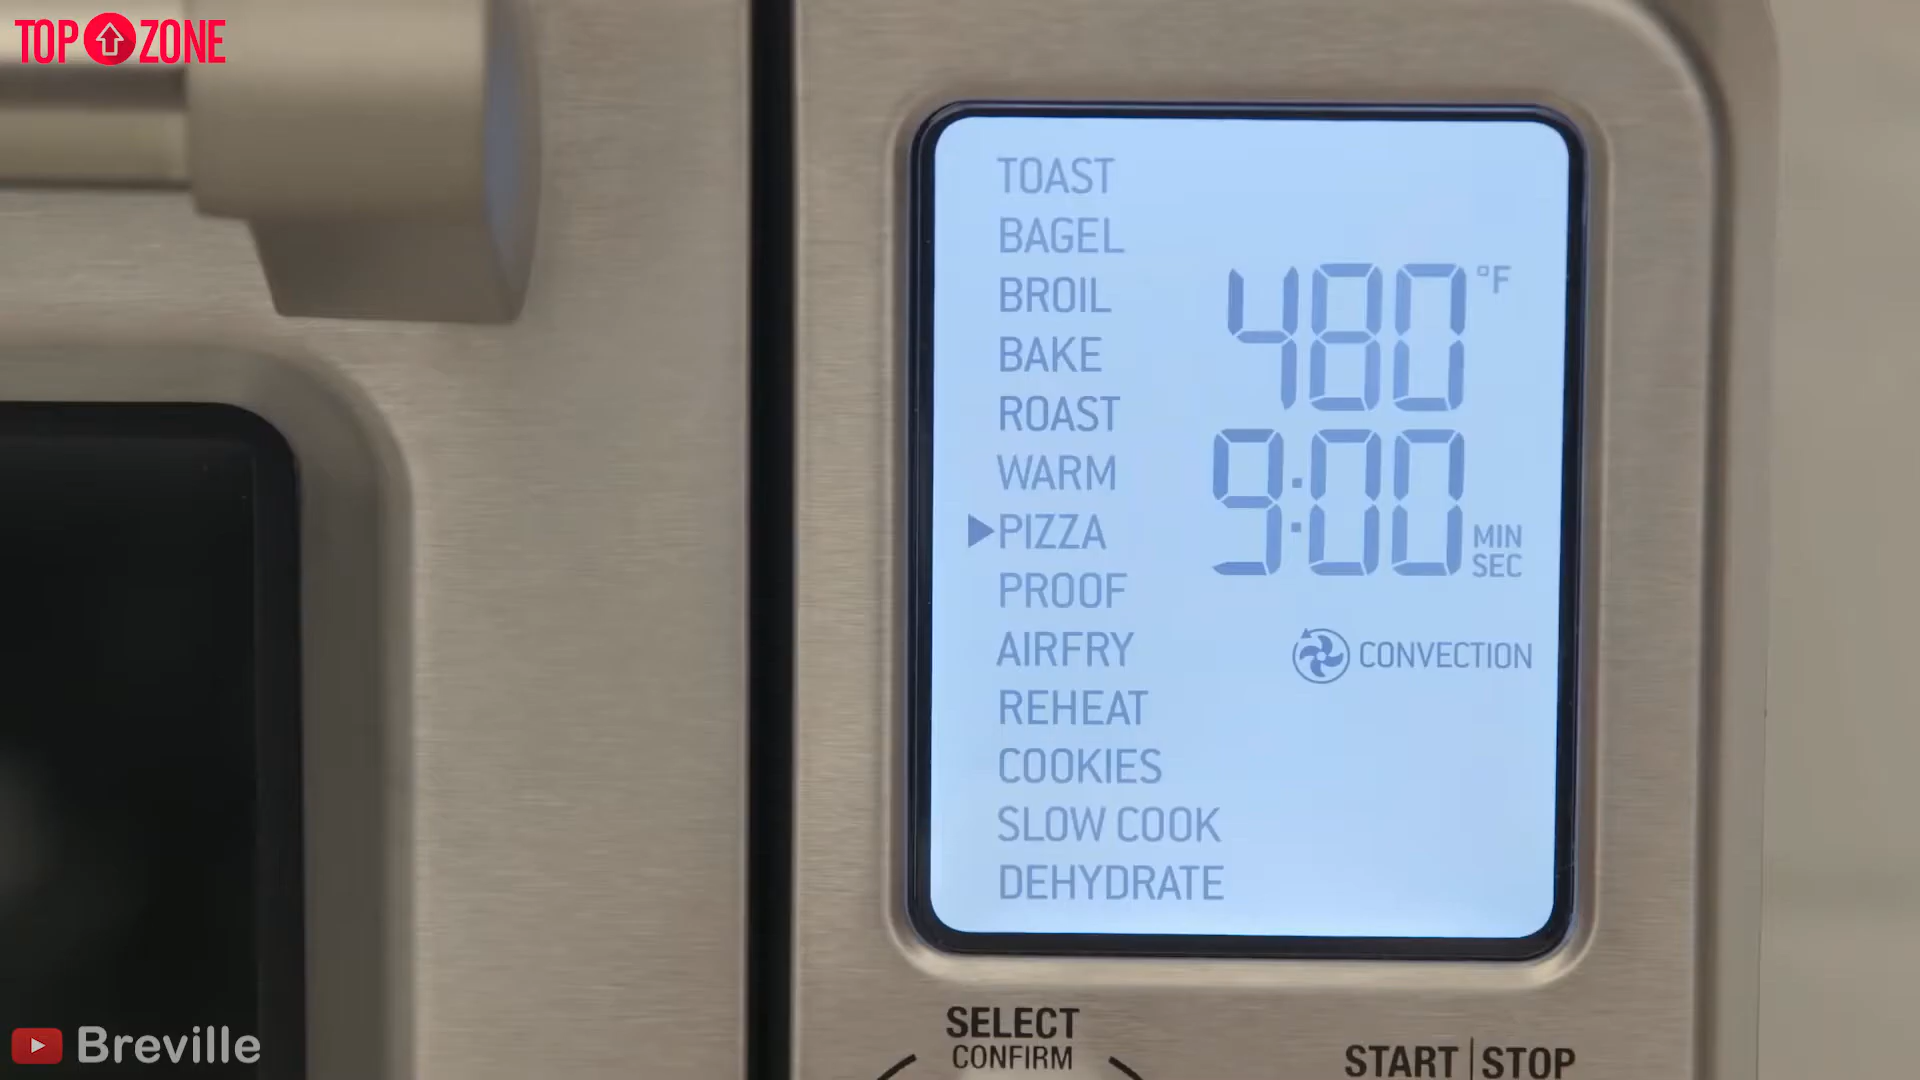 TOP ZONE
TOAST
BAGEL
BROIL
BAKE
ROAST
WARM
PIZZA
PROOF
AIRFRY
REHEAT
COOKIES
SLOW COOK
DEHYDRATE
480 °F
9:00 MIN SEC
CONVECTION
SELECT
CONFIRM
START | STOP
Breville